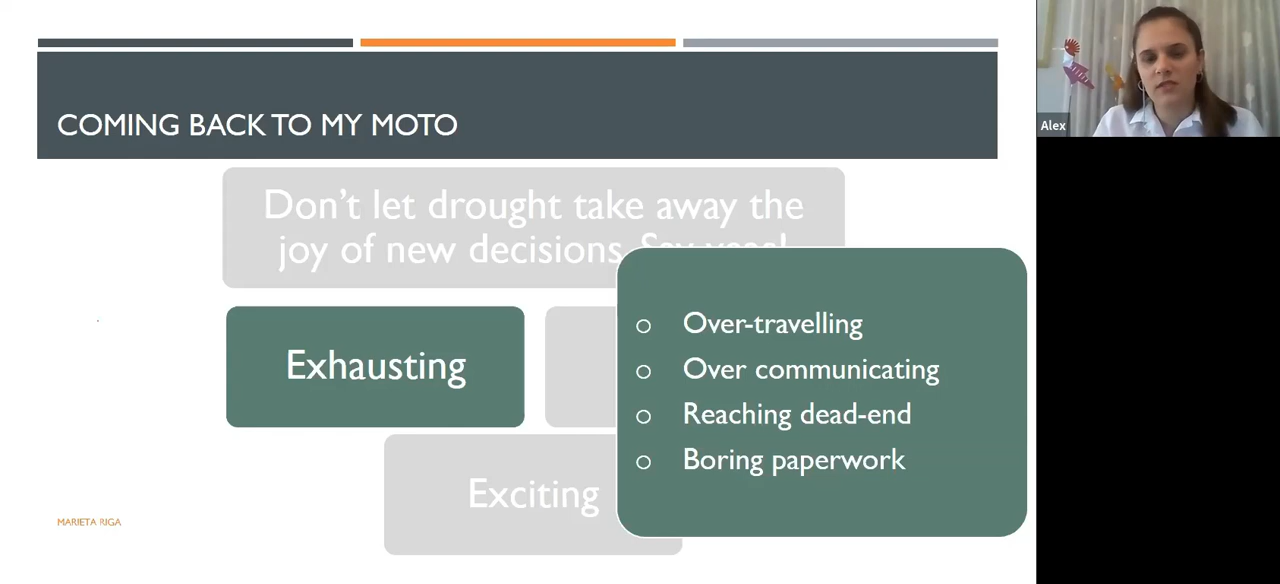 COMING BACK TO MY MOTO
Alex
Don't let drought take away the
joy of new decisions.
Exhausting
Over-travelling
Over communicating
Reaching dead-end
Boring paperwork
Exciting
MARIETA RIGA